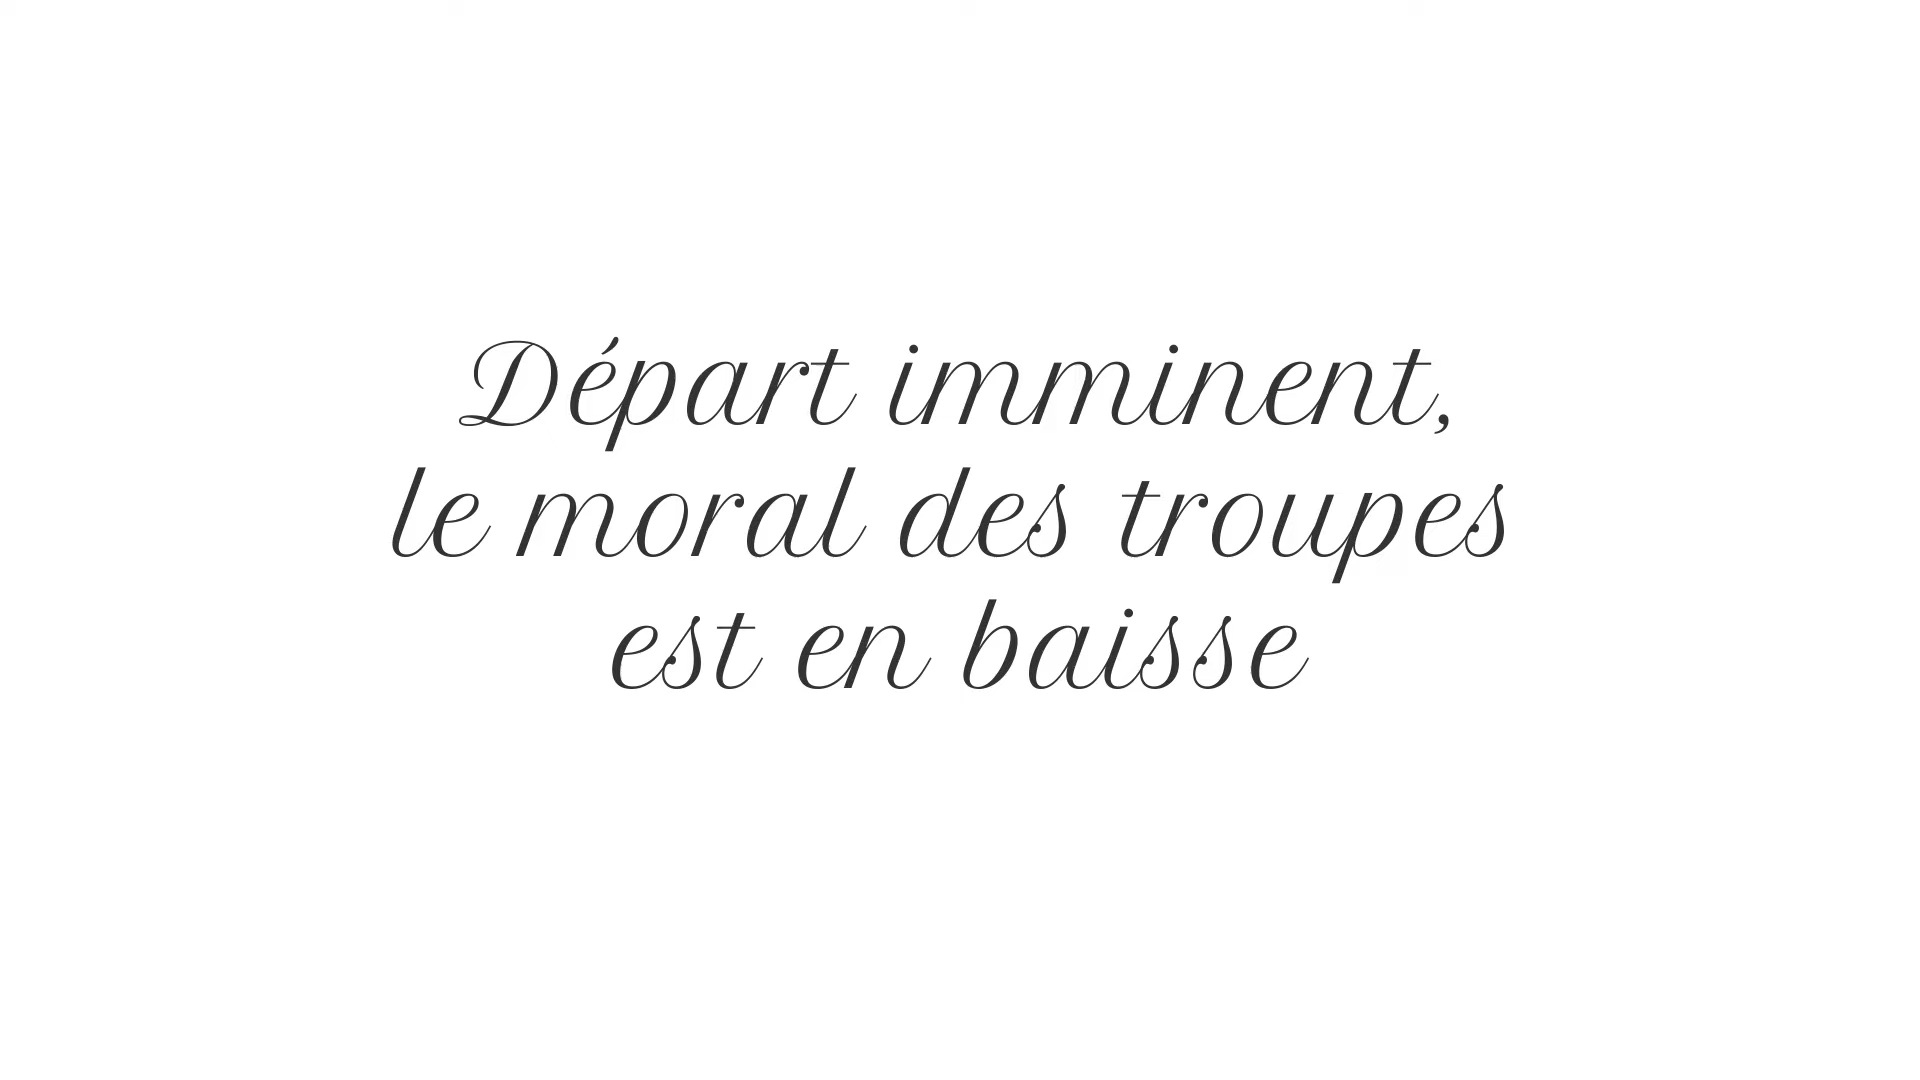 Départ imminent,
le moral des troupes
est en baisse